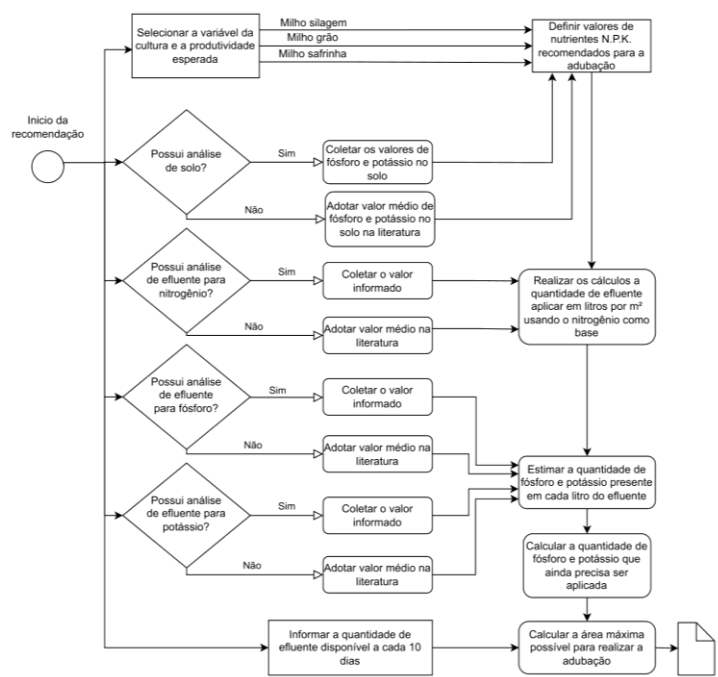 Selecionar a variável da
cultura e a produtividade
esperada
Milho silagem
Milho grão
Milho safrinha
Definir valores de
nutrientes N.P.K.
recomendados para a
adubação
Inicio da
recomendação
Possui análise
de solo?
Sim
Coletar os valores de
fósforo e potássio no
solo
Não
Adotar valor médio de
fósforo e potássio no
solo na literatura
Possui análise
de efluente para
nitrogênio?
Sim
Coletar o valor
informado
Não
Adotar valor médio na
literatura
Realizar os cálculos a
quantidade de efluente
aplicar em litros por m²
usando o nitrogênio como
base
Possui análise
de efluente
para fósforo?
Sim
Coletar o valor
informado
Não
Adotar valor médio na
literatura
Estimar a quantidade de
fósforo e potássio presente
em cada litro do efluente
Possui análise
de efluente para
potássio?
Sim
Coletar o valor
informado
Não
Adotar valor médio na
literatura
Calcular a quantidade de
fósforo e potássio que
ainda precisa ser
aplicada
Informar a quantidade de
efluente disponível a cada 10
dias
Calcular a área máxima
possível para realizar a
adubação